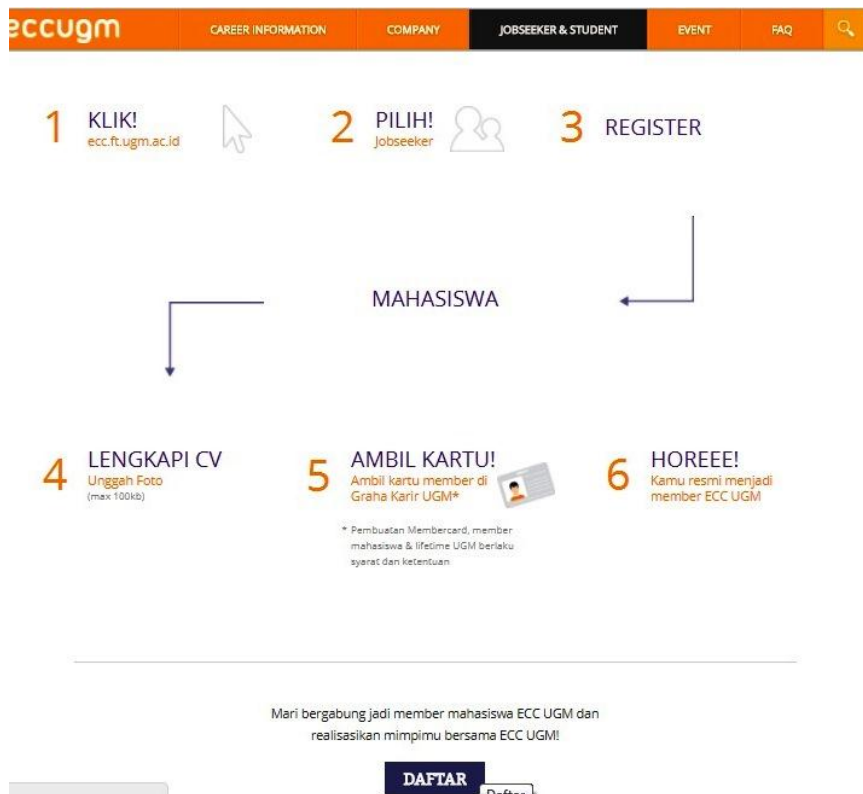 eccugm
CAREER INFORMATION
COMPANY
JOBSEEKER & STUDENT
EVENT
FAQ
1 KLIK!
ecc.ft.ugm.ac.id
2 PILIH!
Jobseeker
3 REGISTER
MAHASISWA
4 LENGKAPI CV
Unggah Foto
(max 100kb)
5 AMBIL KARTU!
Ambil kartu member di
Graha Karir UGM*
* Pembuatan Membercard, member
mahasiswa & lifetime UGM berlaku
syarat dan ketentuan
6 HOREEE!
Kamu resmi menjadi
member ECC UGM
Mari bergabung jadi member mahasiswa ECC UGM dan
realisasikan mimpimu bersama ECC UGM!
DAFTAR
Daftar